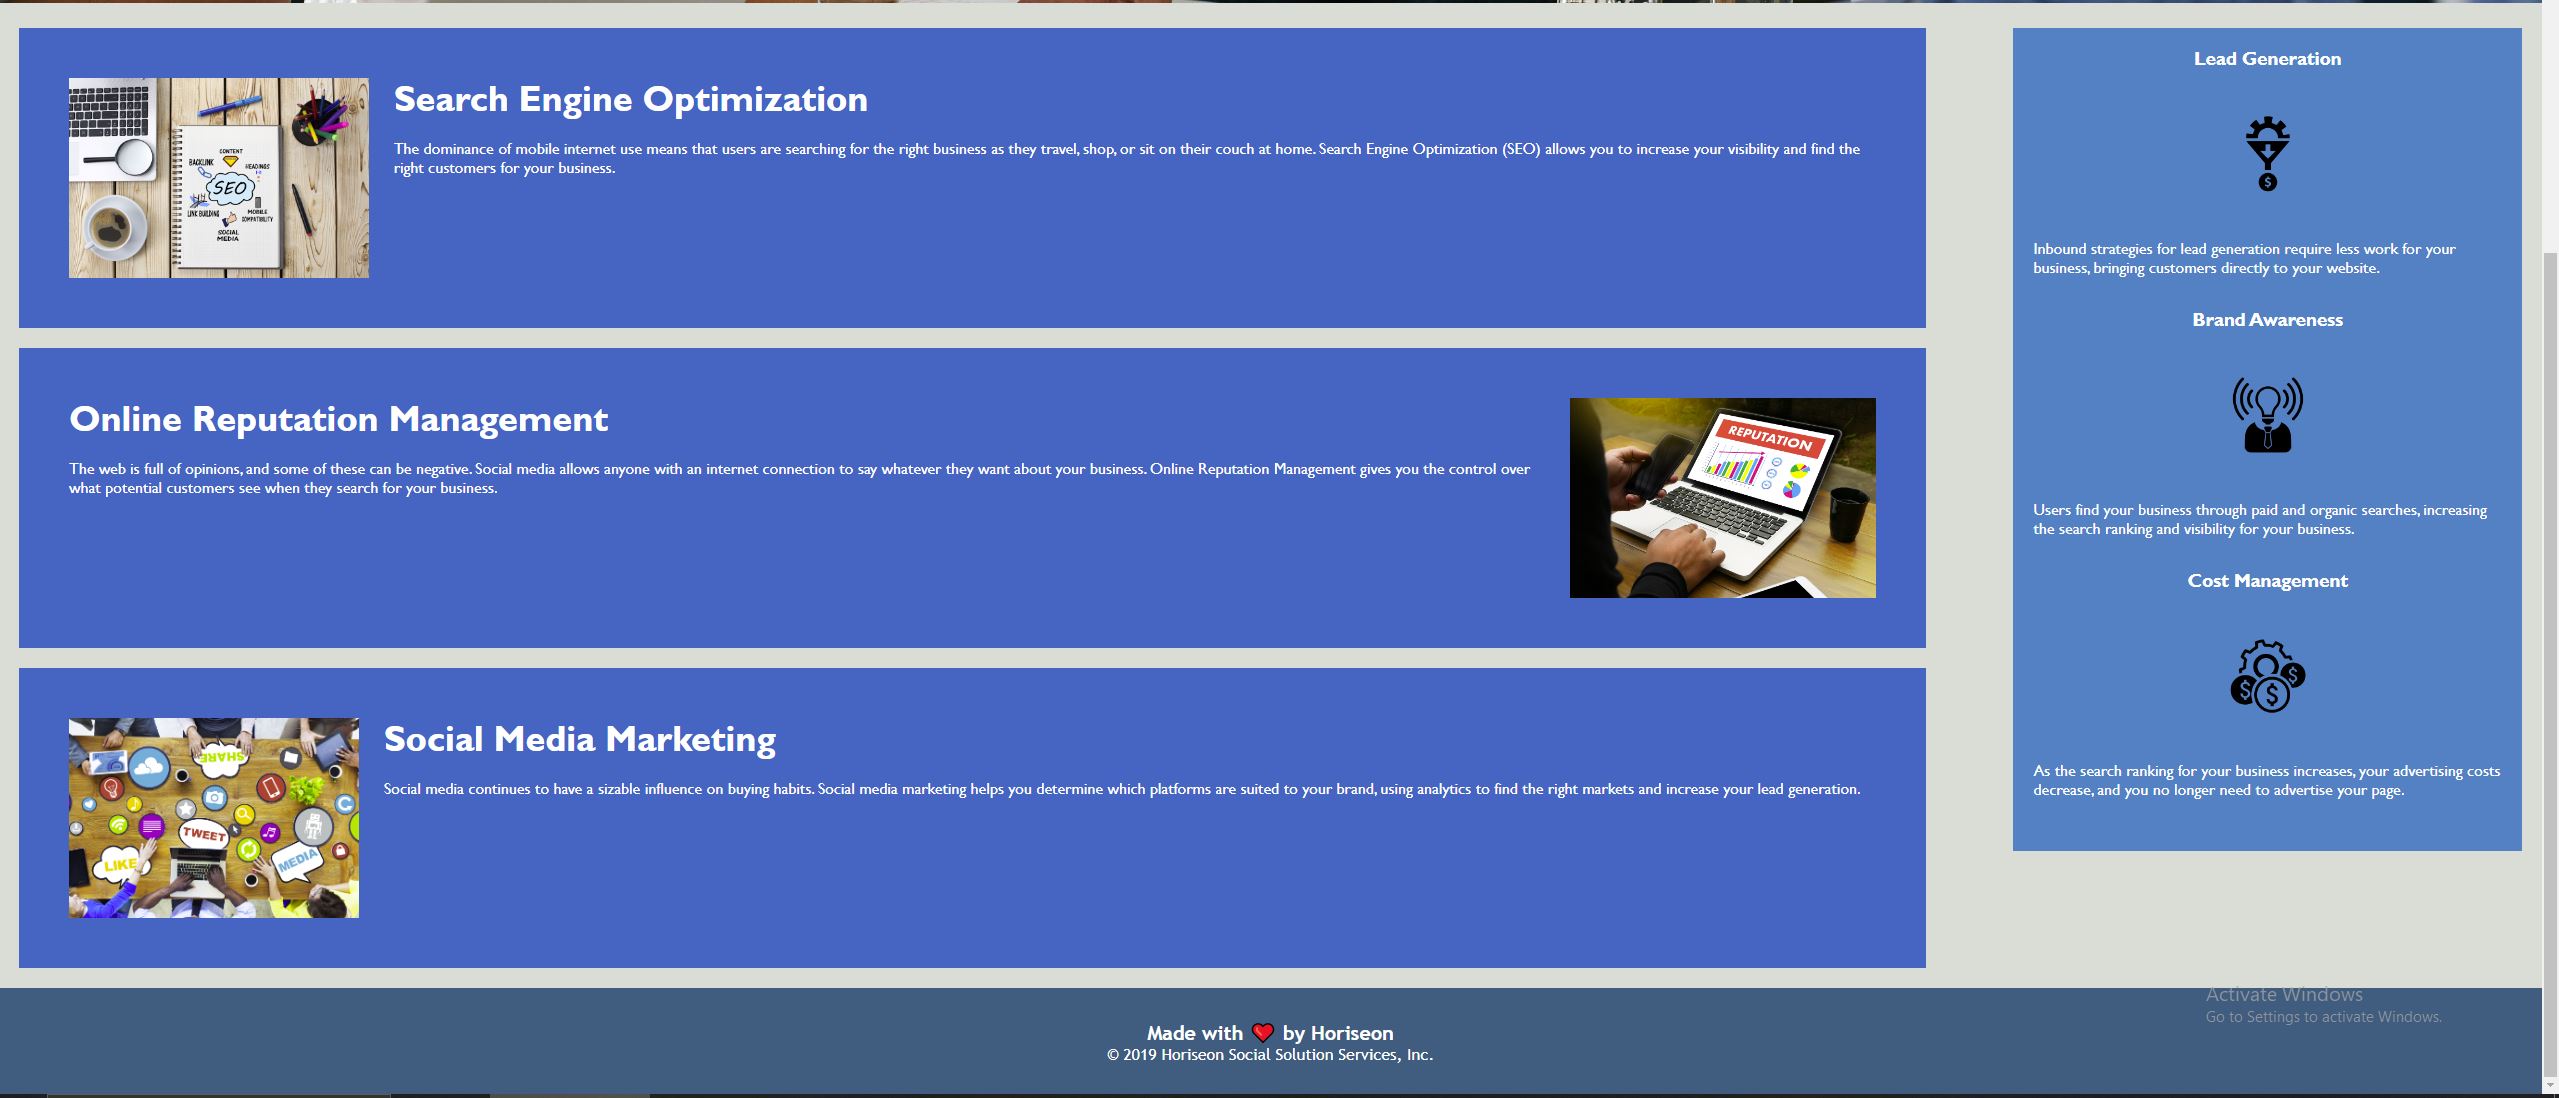 CONTENT
BACKLINK
HEADINGS
SEO
LINK BUILDING
MOBILE
COMPATIBILITY
SOCIAL
MEDIA
Search Engine Optimization
The dominance of mobile internet use means that users are searching for the right business as they travel, shop, or sit on their couch at home. Search Engine Optimization (SEO) allows you to increase your visibility and find the
right customers for your business.
Online Reputation Management
The web is full of opinions, and some of these can be negative. Social media allows anyone with an internet connection to say whatever they want about your business. Online Reputation Management gives you the control over
what potential customers see when they search for your business.
REPUTATION
SHARE
TWEET
LIKE
MEDIA
Social Media Marketing
Social media continues to have a sizable influence on buying habits. Social media marketing helps you determine which platforms are suited to your brand, using analytics to find the right markets and increase your lead generation.
Lead Generation
$
Inbound strategies for lead generation require less work for your
business, bringing customers directly to your website.
Brand Awareness
Users find your business through paid and organic searches, increasing
the search ranking and visibility for your business.
Cost Management
$ $ $
As the search ranking for your business increases, your advertising costs
decrease, and you no longer need to advertise your page.
Activate Windows
Go to Settings to activate Windows.
Made with ❤️ by Horiseon
© 2019 Horiseon Social Solution Services, Inc.